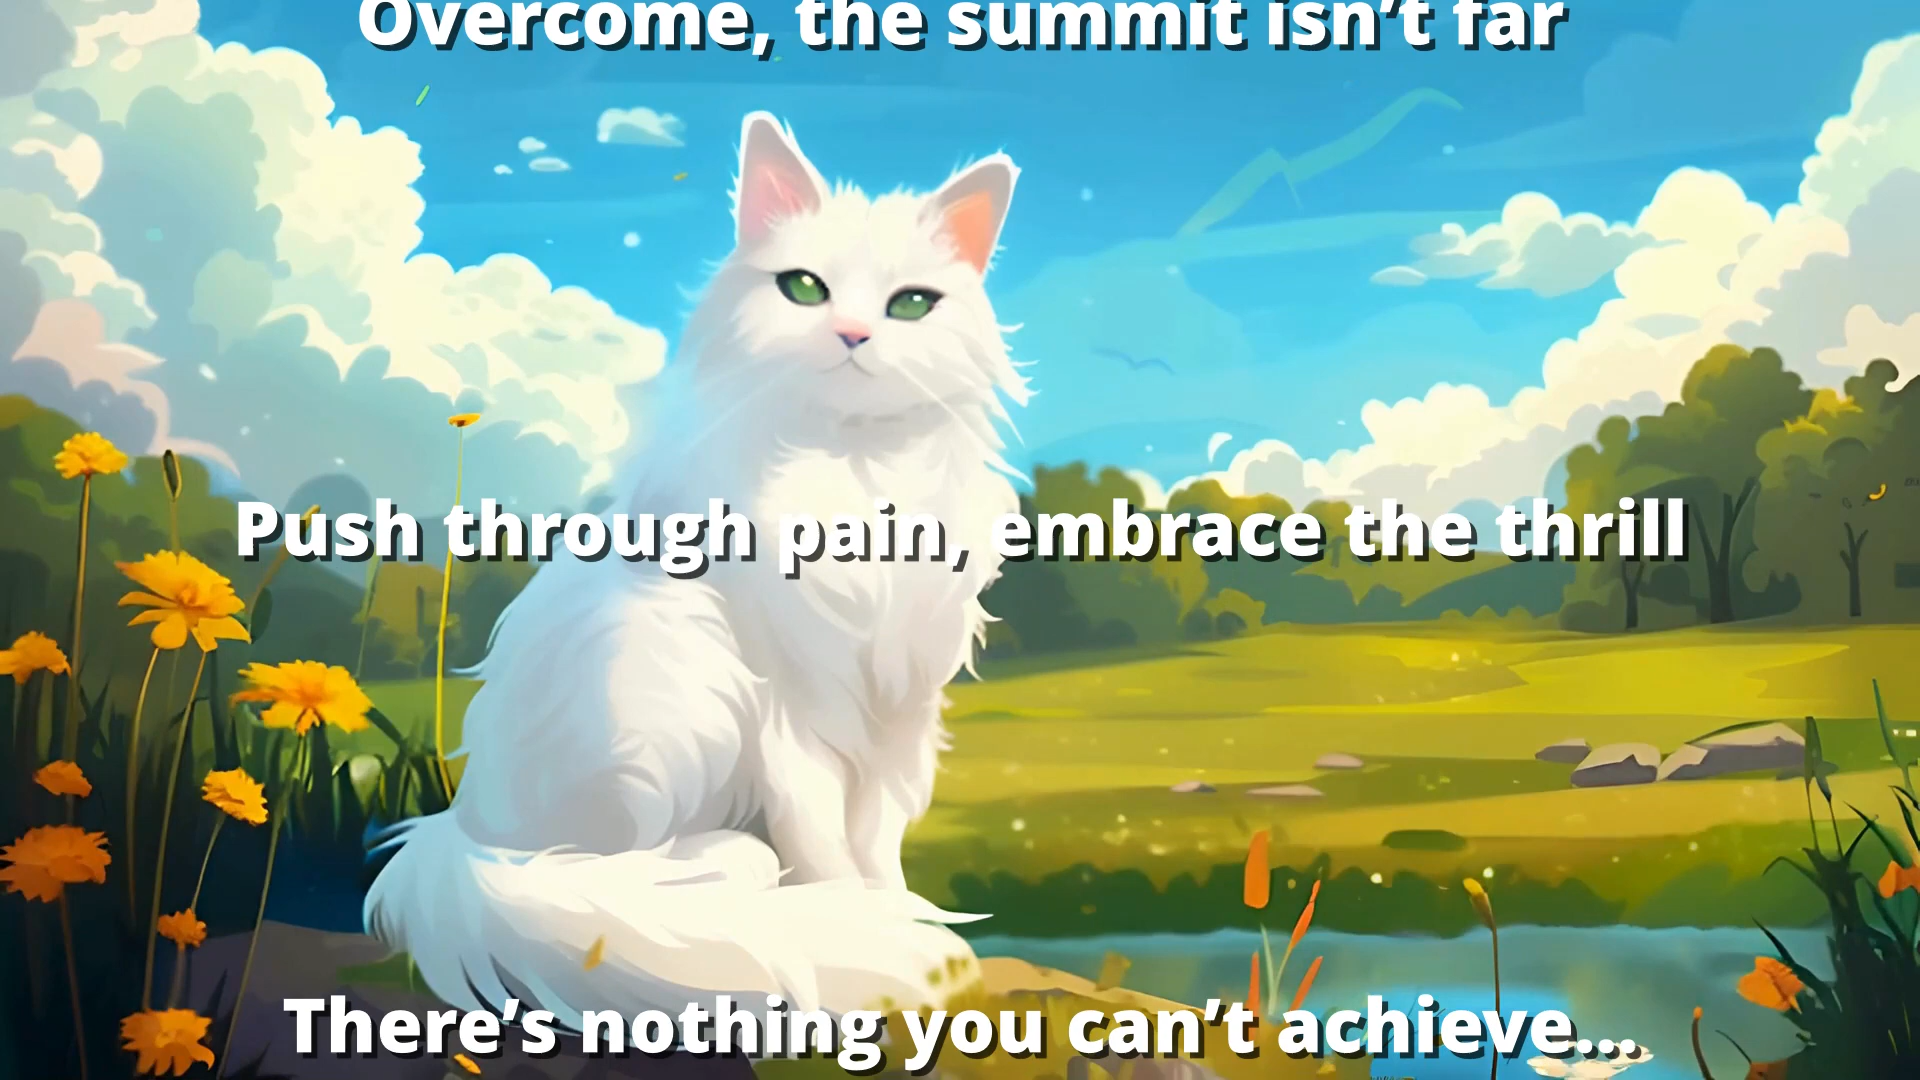 Overcome, the summit isn’t far
Push through pain, embrace the thrill
There’s nothing you can’t achieve...